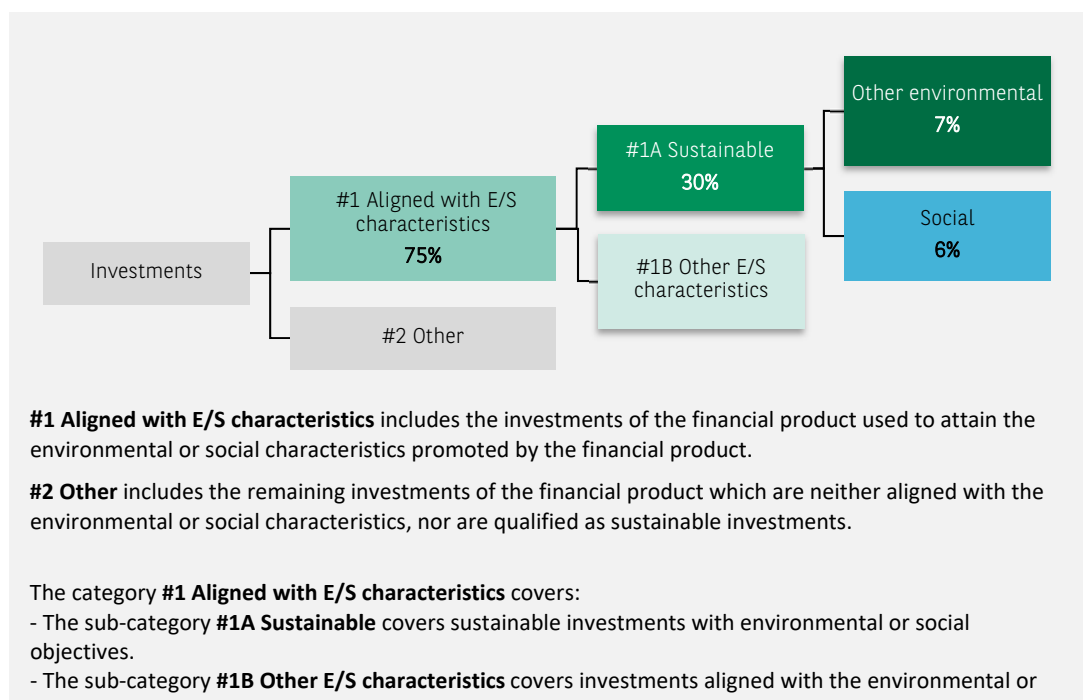 Other environmental
7%
#1A Sustainable
30%
#1 Aligned with E/S
characteristics
75%
Social
6%
Investments
#1B Other E/S
characteristics
#2 Other
#1 Aligned with E/S characteristics includes the investments of the financial product used to attain the
environmental or social characteristics promoted by the financial product.
#2 Other includes the remaining investments of the financial product which are neither aligned with the
environmental or social characteristics, nor are qualified as sustainable investments.
The category #1 Aligned with E/S characteristics covers:
- The sub-category #1A Sustainable covers sustainable investments with environmental or social
objectives.
- The sub-category #1B Other E/S characteristics covers investments aligned with the environmental or